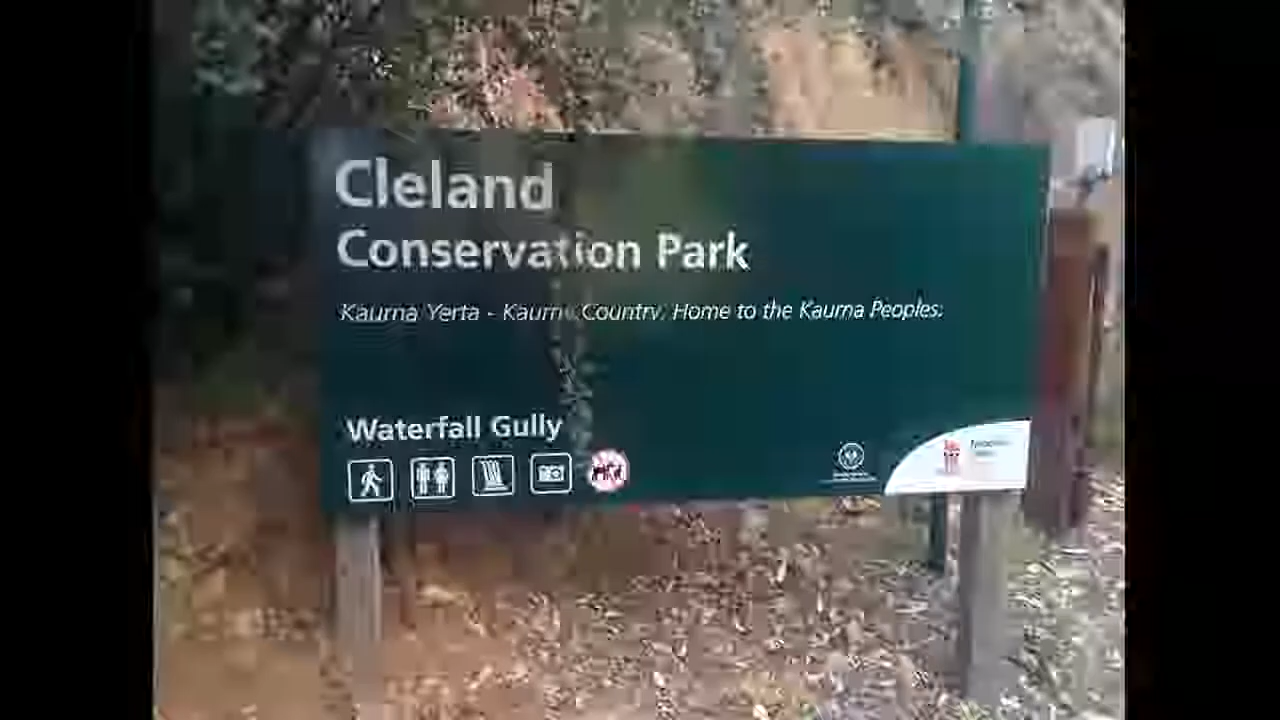 Cleland
Conservation Park
Kaurna Yerta - Kaurna Country. Home to the Kaurna Peoples.
Waterfall Gully